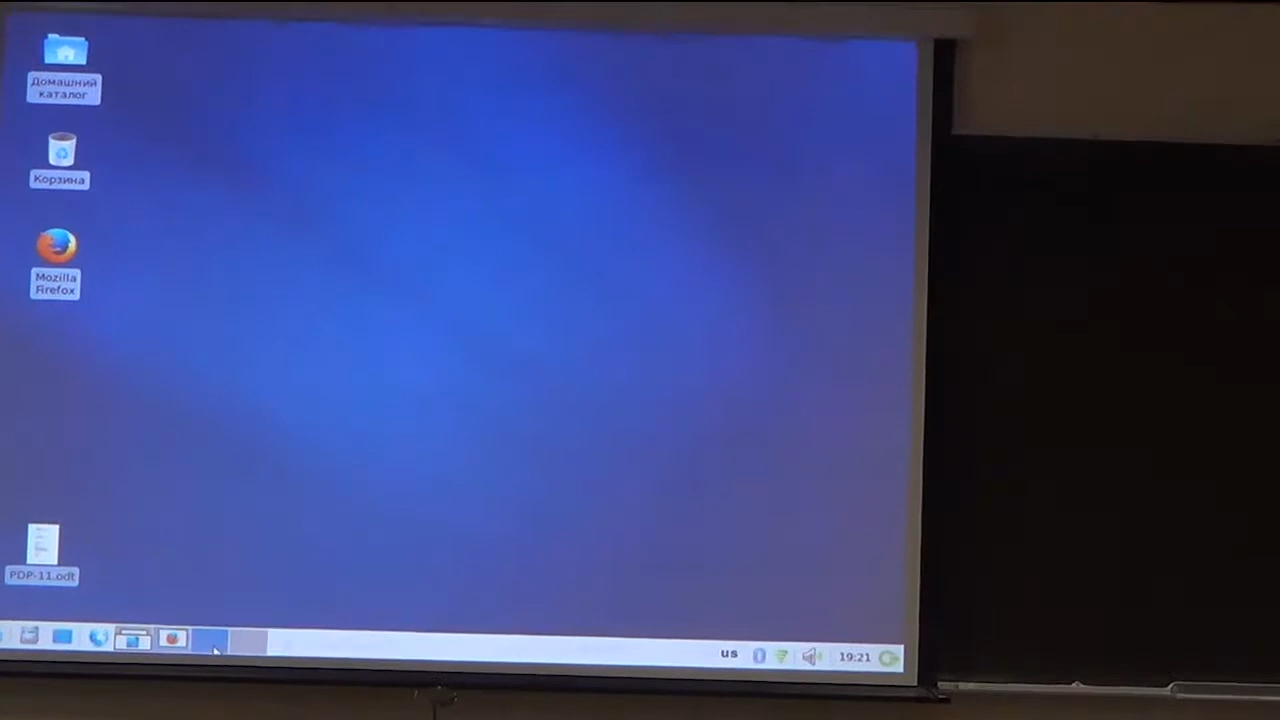 Домашний
каталог
Корзина
Mozilla
Firefox
PDP-11.odt
us
19:21